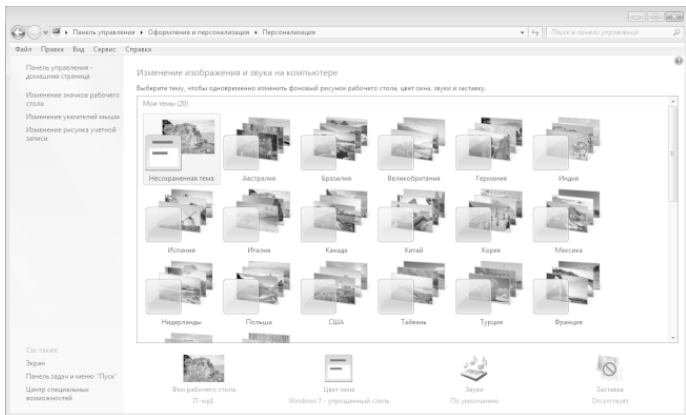 Панель управления ▸ Оформление и персонализация ▸ Персонализация
Поиск в панели управления
Файл Правка Вид Сервис Справка
Панель управления -
домашняя страница
Изменение значков рабочего
стола
Изменение указателей мыши
Изменение рисунка учетной
записи
Изменение изображения и звука на компьютере
Выберите тему, чтобы одновременно изменить фоновый рисунок рабочего стола, цвет окна, звуки и заставку.
Мои темы (20)
Несохраненная тема Австралия Бразилия Великобритания Германия Индия
Испания Италия Канада Китай Корея Мексика
Нидерланды Польша США Тайвань Турция Франция
См. также
Экран
Панель задач и меню "Пуск"
Центр специальных
возможностей
Фон рабочего стола
IT-wp1
Цвет окна
Windows 7 - упрощенный стиль
Звуки
По умолчанию
Заставка
Отсутствует